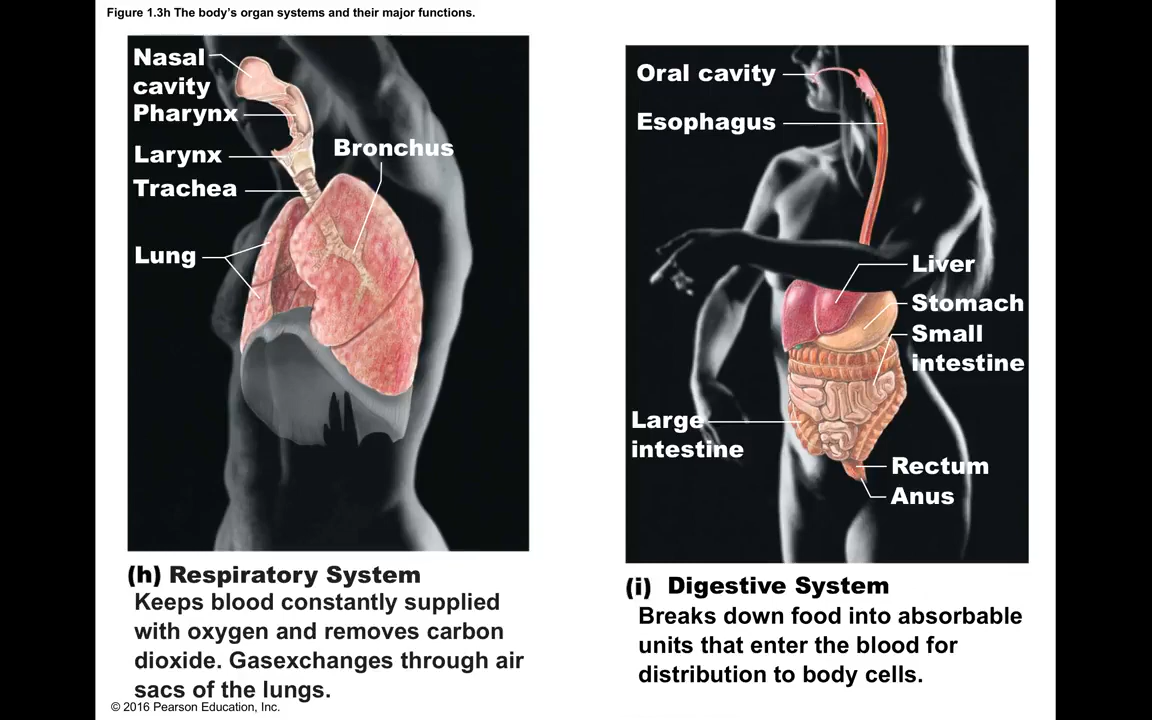 Figure 1.3h The body's organ systems and their major functions.
Nasal
cavity
Pharynx
Larynx
Trachea
Bronchus
Lung
(h) Respiratory System
Keeps blood constantly supplied
with oxygen and removes carbon
dioxide. Gasexchanges through air
sacs of the lungs.
Oral cavity
Esophagus
Liver
Stomach
Small
intestine
Large
intestine
Rectum
Anus
(i) Digestive System
Breaks down food into absorbable
units that enter the blood for
distribution to body cells.
© 2016 Pearson Education, Inc.